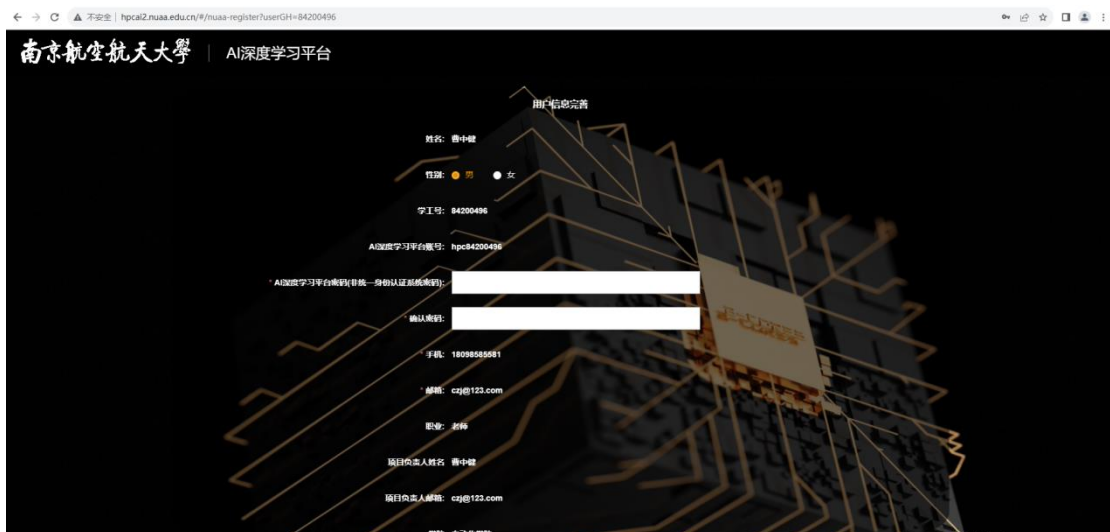 不安全 | hpcai2.nuaa.edu.cn/#/nuaa-register?userGH=84200496
南京航空航天大學 | AI深度学习平台
用户信息完善
姓名: 曹中健
性别: 男 女
学工号: 84200496
AI深度学习平台账号: hpc84200496
* AI深度学习平台密码(非统一身份认证系统密码):
* 确认密码:
* 手机: 18098585581
* 邮箱: czj@123.com
职业: 老师
项目负责人姓名 曹中健
项目负责人邮箱: czj@123.com